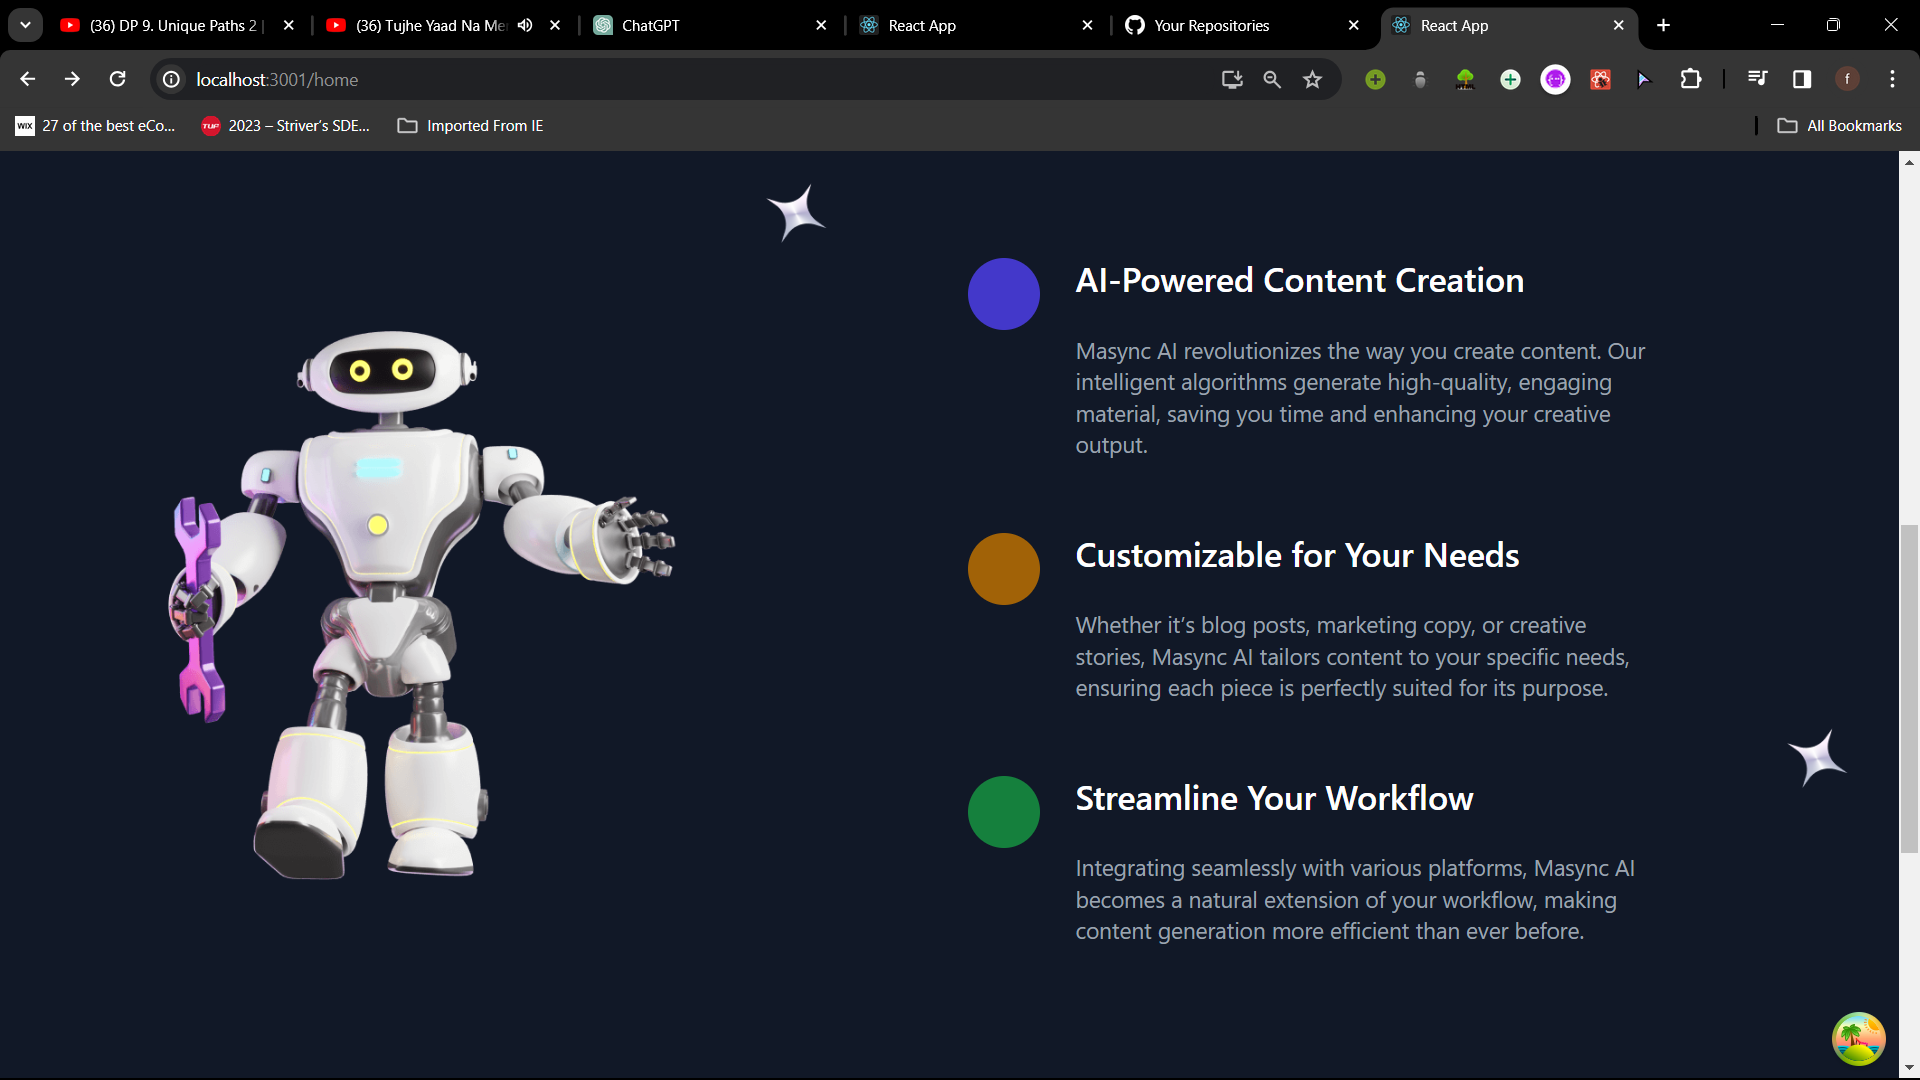 (36) DP 9. Unique Paths 2 |
(36) Tujhe Yaad Na Mer
ChatGPT
React App
Your Repositories
React App
localhost:3001/home
f
WIX 27 of the best eCo...
TUF 2023 – Striver's SDE...
Imported From IE
All Bookmarks
AI-Powered Content Creation
Masync AI revolutionizes the way you create content. Our
intelligent algorithms generate high-quality, engaging
material, saving you time and enhancing your creative
output.
Customizable for Your Needs
Whether it’s blog posts, marketing copy, or creative
stories, Masync AI tailors content to your specific needs,
ensuring each piece is perfectly suited for its purpose.
Streamline Your Workflow
Integrating seamlessly with various platforms, Masync AI
becomes a natural extension of your workflow, making
content generation more efficient than ever before.